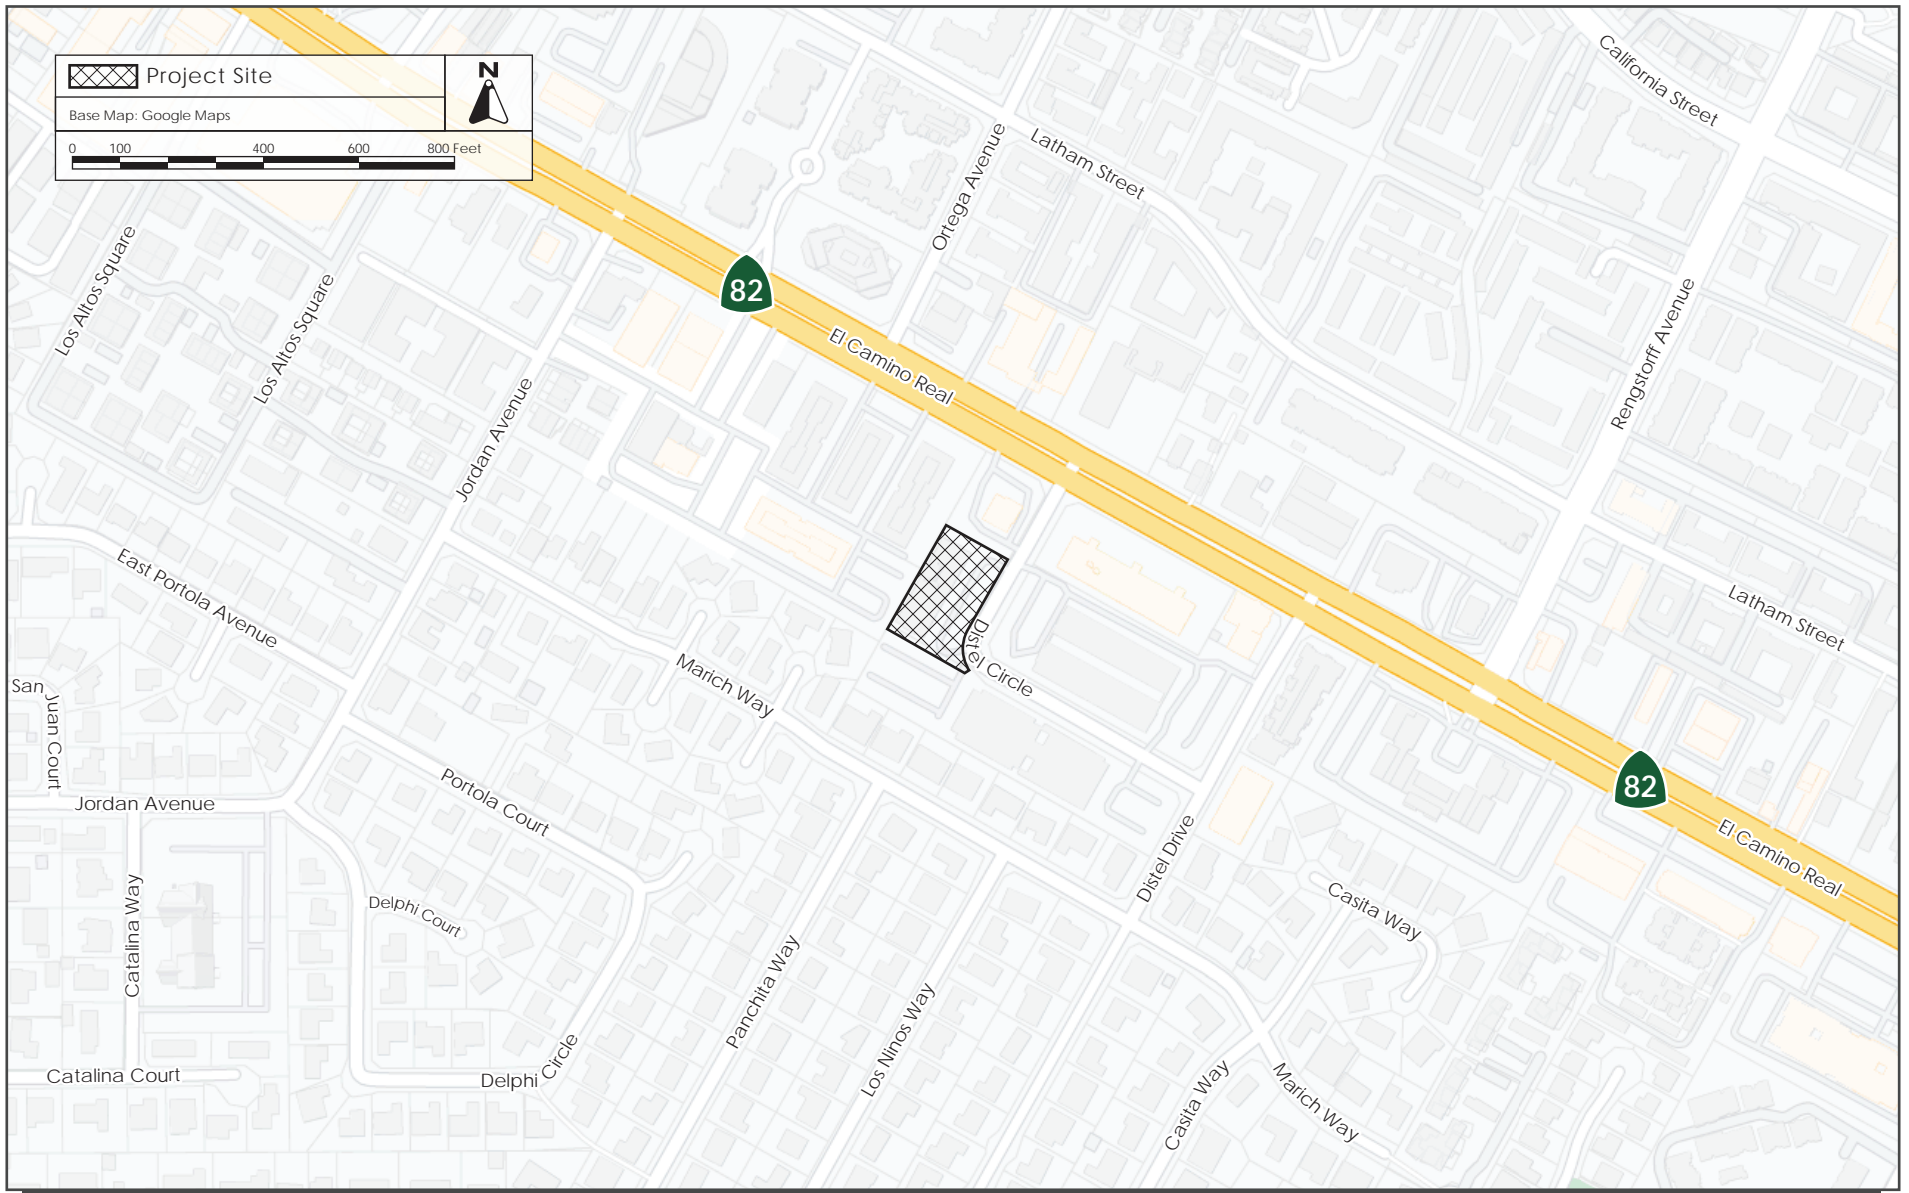 Project Site
N
Base Map: Google Maps
0 100 400 600 800 Feet
California Street
Latham Street
Ortega Avenue
Los Altos Square
Los Altos Square
82
El Camino Real
Rengstorff Avenue
Jordan Avenue
East Portola Avenue
Latham Street
Distel Circle
Marich Way
San Juan Court
Jordan Avenue
Portola Court
82
El Camino Real
Distel Drive
Casita Way
Delphi Court
Catalina Way
Panchita Way
Los Ninos Way
Catalina Court
Delphi Circle
Casita Way
Marich Way